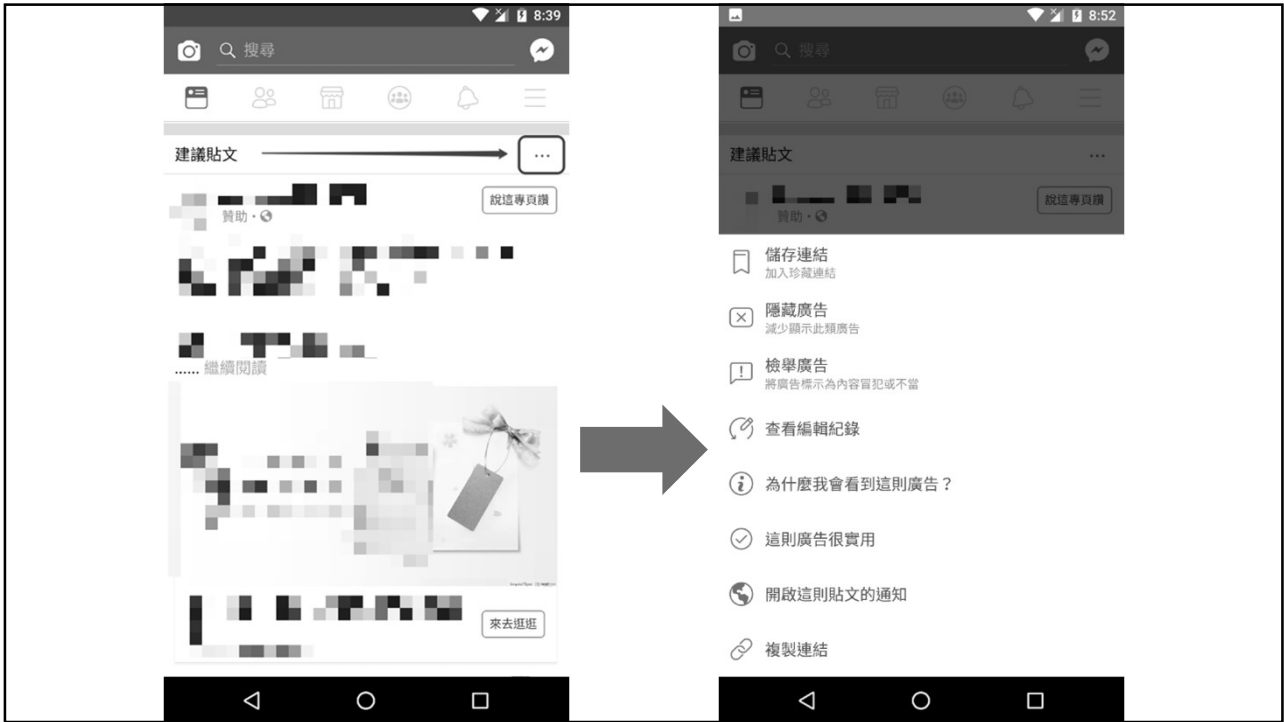 8:39
搜尋
建議貼文
...
說這專頁讚
贊助 •
...... 繼續閱讀
來去逛逛
8:52
搜尋
建議貼文
...
說這專頁讚
贊助 •
儲存連結
加入珍藏連結
隱藏廣告
減少顯示此類廣告
檢舉廣告
將廣告標示為內容冒犯或不當
查看編輯紀錄
為什麼我會看到這則廣告？
這則廣告很實用
開啟這則貼文的通知
複製連結